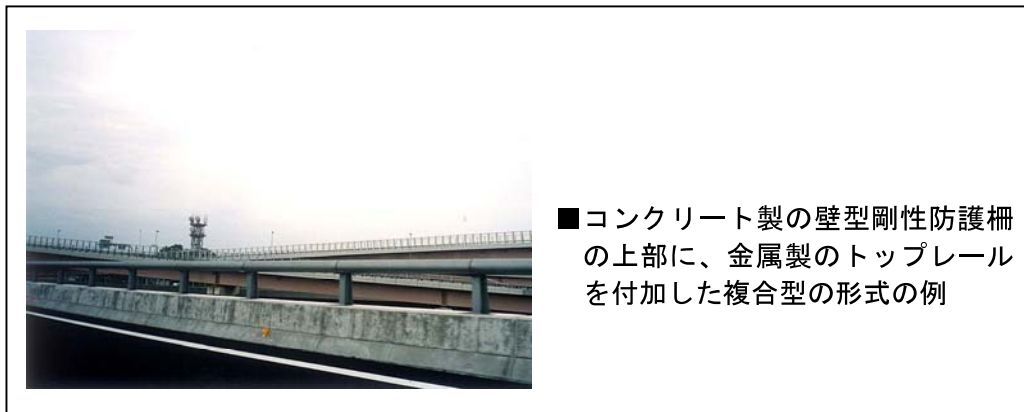 ■コンクリート製の壁型剛性防護柵
の上部に、金属製のトップレール
を付加した複合型の形式の例